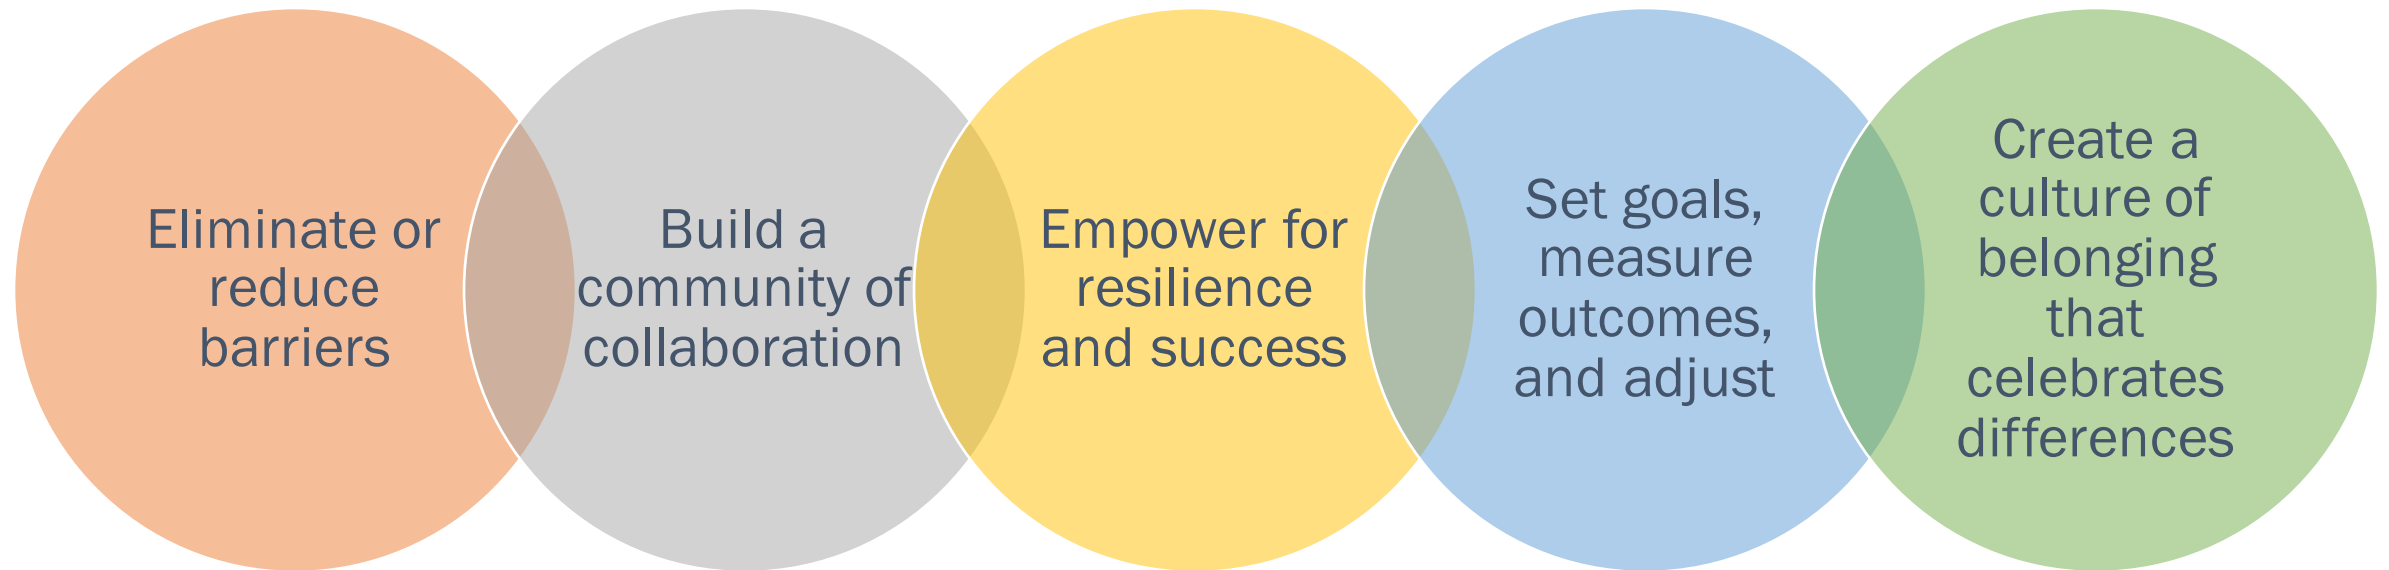 Eliminate or
reduce
barriers
Build a
community of
collaboration
Empower for
resilience
and success
Set goals,
measure
outcomes,
and adjust
Create a
culture of
belonging
that
celebrates
differences